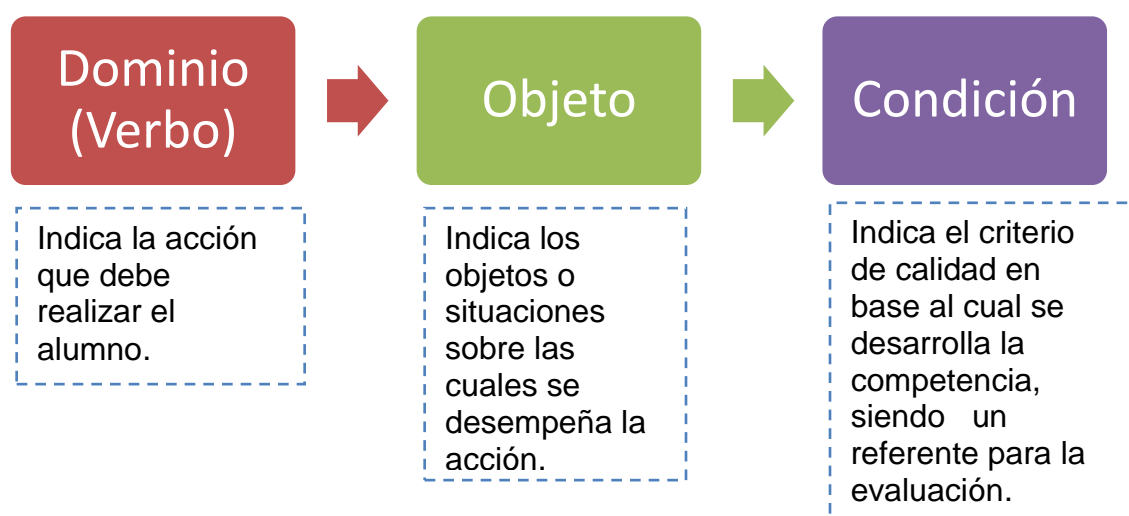 Dominio
(Verbo)
Objeto
Condición
Indica la acción
que debe
realizar el
alumno.
Indica los
objetos o
situaciones
sobre las
cuales se
desempeña la
acción.
Indica el criterio
de calidad en
base al cual se
desarrolla la
competencia,
siendo un
referente para la
evaluación.